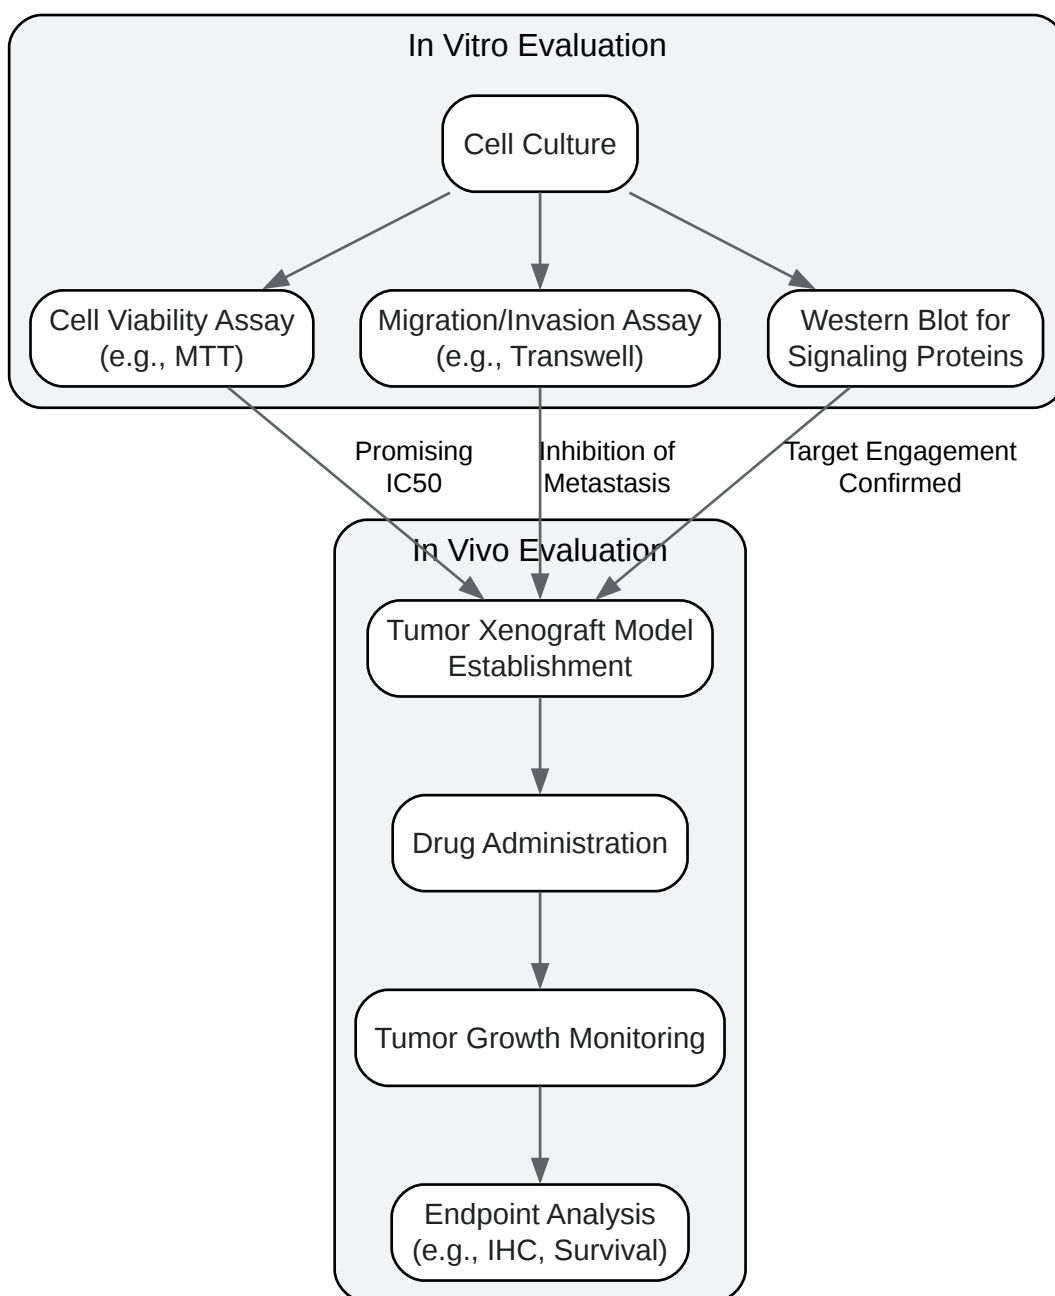 In Vitro Evaluation
Cell Culture
Cell Viability Assay
(e.g., MTT)
Migration/Invasion Assay
(e.g., Transwell)
Western Blot for
Signaling Proteins
Promising
IC50
Inhibition of
Metastasis
Target Engagement
Confirmed
In Vivo Evaluation
Tumor Xenograft Model
Establishment
Drug Administration
Tumor Growth Monitoring
Endpoint Analysis
(e.g., IHC, Survival)